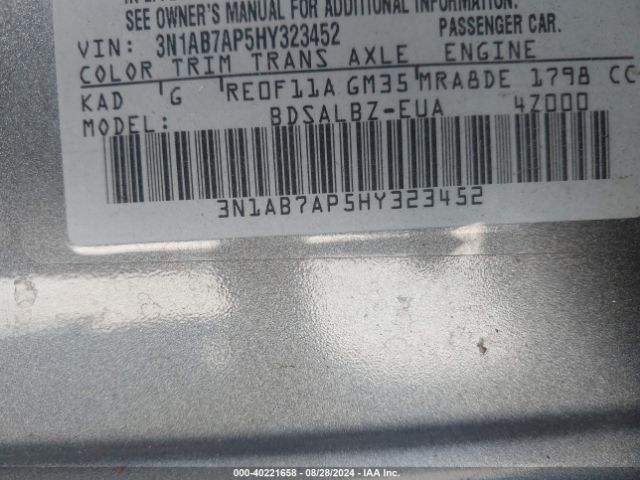 SEE OWNER'S MANUAL FOR ADDITIONAL INFORMATION.
VIN: 3N1AB7AP5HY323452 PASSENGER CAR.
COLOR TRIM TRANS AXLE ENGINE
KAD G RE0F11A GM35 MRA8DE 1798 CC
MODEL: BDSALBZ-EUA 4Z000
3N1AB7AP5HY323452
000-40221658 - 08/28/2024 - IAA Inc.